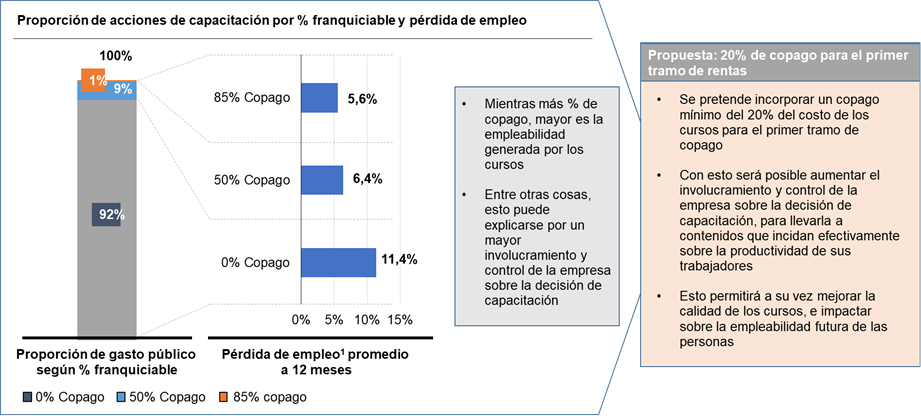 Proporción de acciones de capacitación por % franquiciable y pérdida de empleo
100%
1%
9%
92%
Proporción de gasto público
según % franquiciable
85% Copago
5,6%
50% Copago
6,4%
0% Copago
11,4%
0%
5%
10%
15%
Pérdida de empleo¹ promedio
a 12 meses
0% Copago
50% Copago
85% copago
• Mientras más % de
copago, mayor es la
empleabilidad
generada por los
cursos
• Entre otras cosas,
esto puede
explicarse por un
mayor
involucramiento y
control de la empresa
sobre la decisión de
capacitación
Propuesta: 20% de copago para el primer
tramo de rentas
• Se pretende incorporar un copago
mínimo del 20% del costo de los
cursos para el primer tramo de
copago
• Con esto será posible aumentar el
involucramiento y control de la
empresa sobre la decisión de
capacitación, para llevarla a
contenidos que incidan efectivamente
sobre la productividad de sus
trabajadores
• Esto permitirá a su vez mejorar la
calidad de los cursos, e impactar
sobre la empleabilidad futura de las
personas